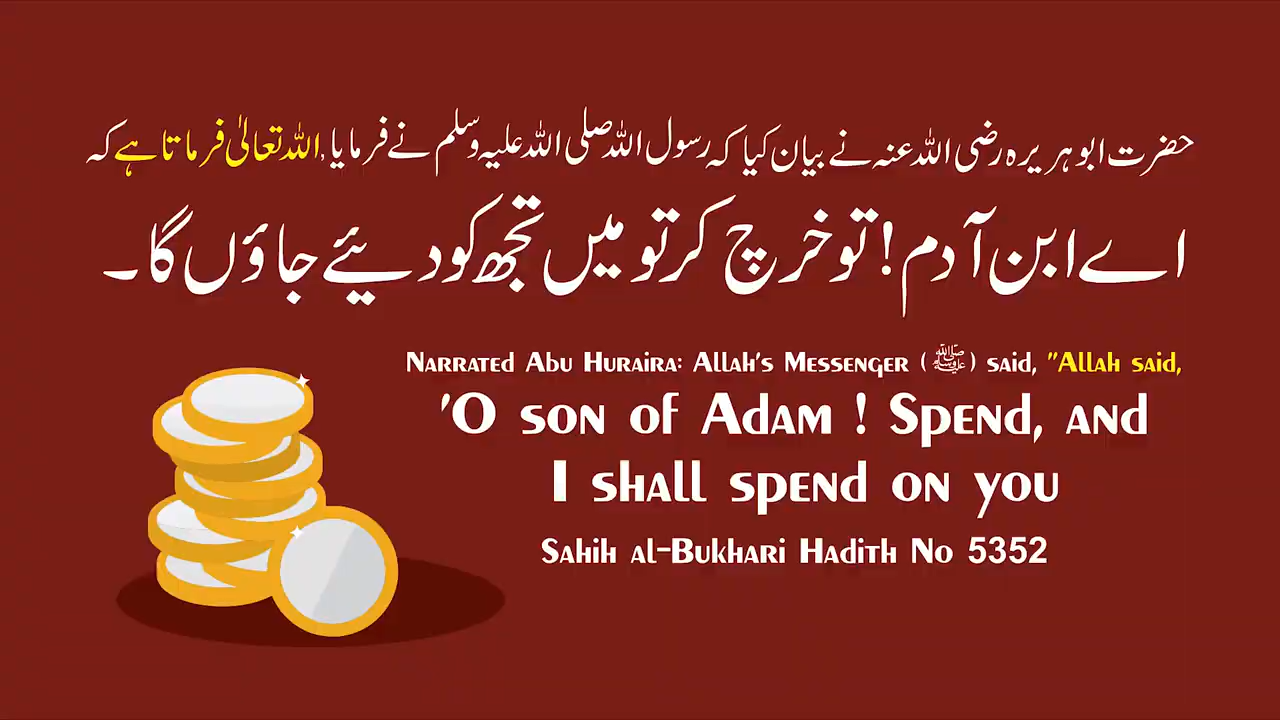 حضرت ابو ہریرہ رضی اللہ عنہ نے بیان کیا کہ رسول اللہ صلی اللہ علیہ وسلم نے فرمایا, اللہ تعالیٰ فرماتا ہے کہ
اے ابن آدم! تو خرچ کر تو میں تجھ کو دیئے جاؤں گا۔
Narrated Abu Huraira: Allah's Messenger (ﷺ) said, "Allah said,
'O son of Adam ! Spend, and
I shall spend on you
Sahih al-Bukhari Hadith No 5352